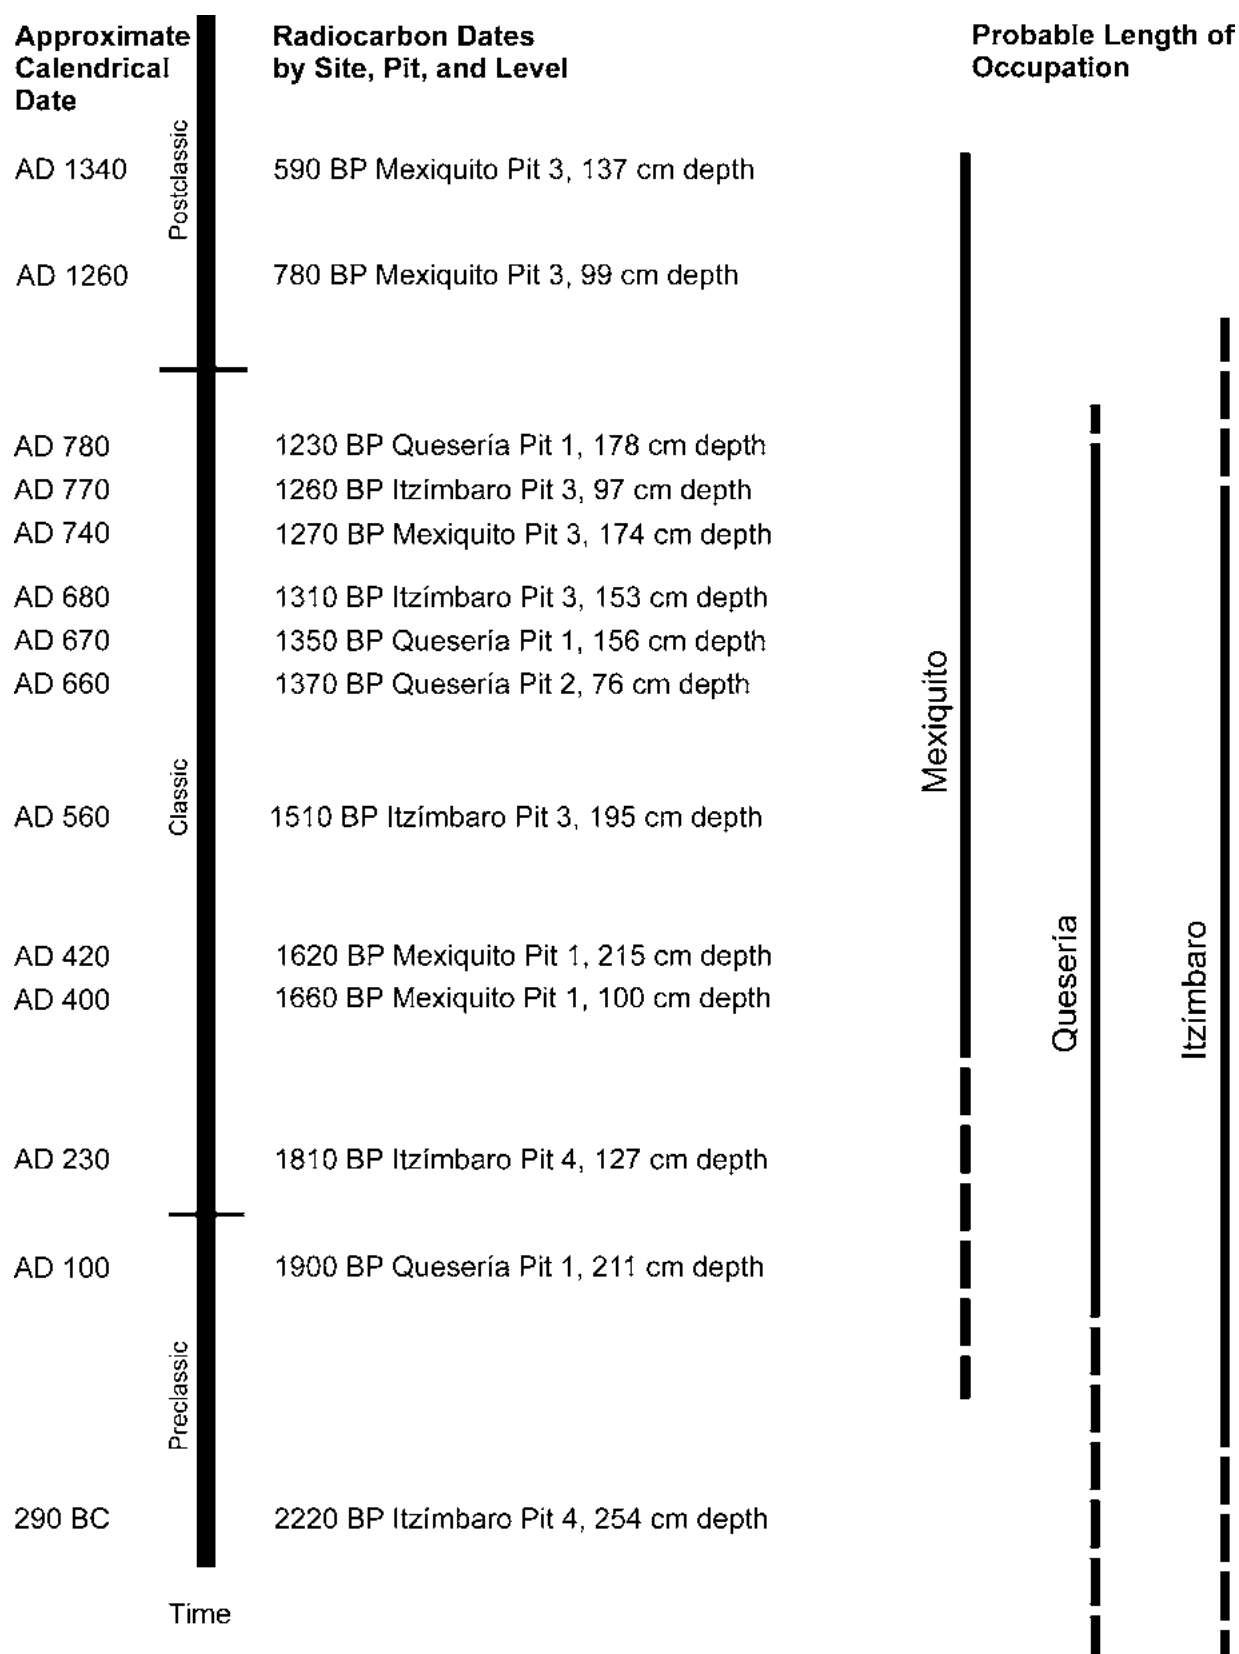 Approximate
Calendrical
Date
Radiocarbon Dates
by Site, Pit, and Level
Probable Length of
Occupation
Postclassic
AD 1340 590 BP Mexiquito Pit 3, 137 cm depth
AD 1260 780 BP Mexiquito Pit 3, 99 cm depth
AD 780 1230 BP Quesería Pit 1, 178 cm depth
AD 770 1260 BP Itzímbaro Pit 3, 97 cm depth
AD 740 1270 BP Mexiquito Pit 3, 174 cm depth
AD 680 1310 BP Itzímbaro Pit 3, 153 cm depth
AD 670 1350 BP Quesería Pit 1, 156 cm depth
AD 660 1370 BP Quesería Pit 2, 76 cm depth
Classic
AD 560 1510 BP Itzímbaro Pit 3, 195 cm depth
AD 420 1620 BP Mexiquito Pit 1, 215 cm depth
AD 400 1660 BP Mexiquito Pit 1, 100 cm depth
AD 230 1810 BP Itzímbaro Pit 4, 127 cm depth
AD 100 1900 BP Quesería Pit 1, 211 cm depth
Preclassic
290 BC 2220 BP Itzímbaro Pit 4, 254 cm depth
Time
Mexiquito
Quesería
Itzímbaro